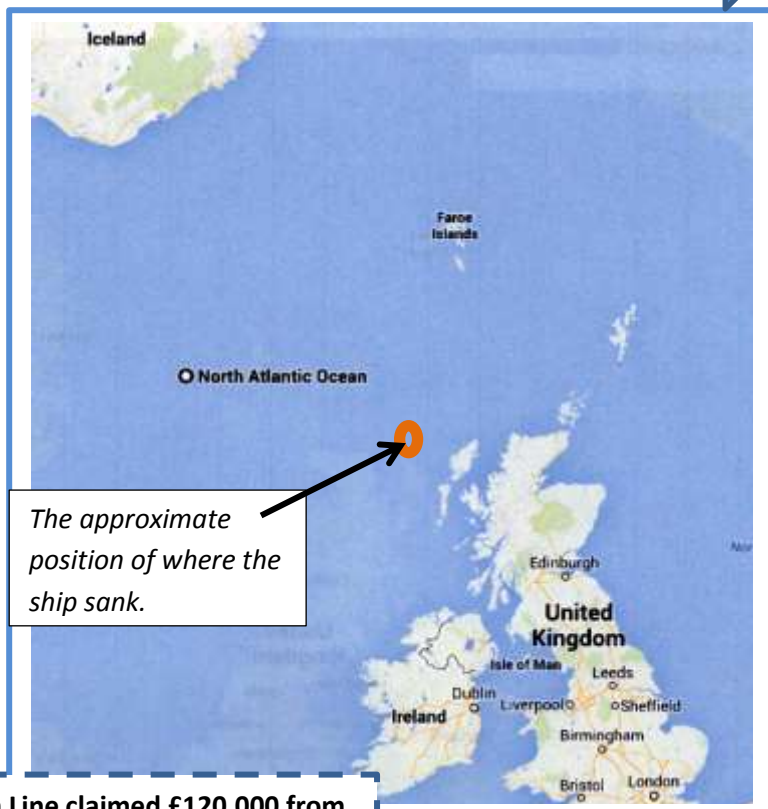 Iceland
Faroe
Islands
North Atlantic Ocean
The approximate
position of where the
ship sank.
Edinburgh
United
Kingdom
Isle of Man
Leeds
Dublin
Liverpool
Sheffield
Ireland
Birmingham
Bristol
London
Line claimed £120,000 from